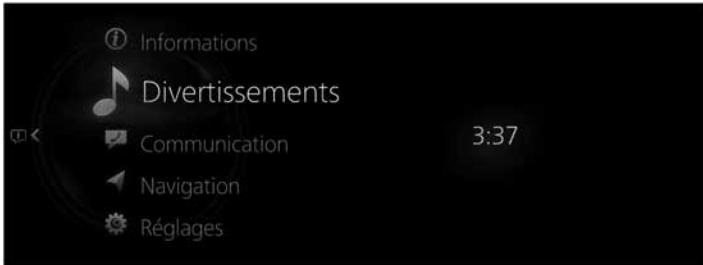 Informations
Divertissements
Communication
3:37
Navigation
Réglages